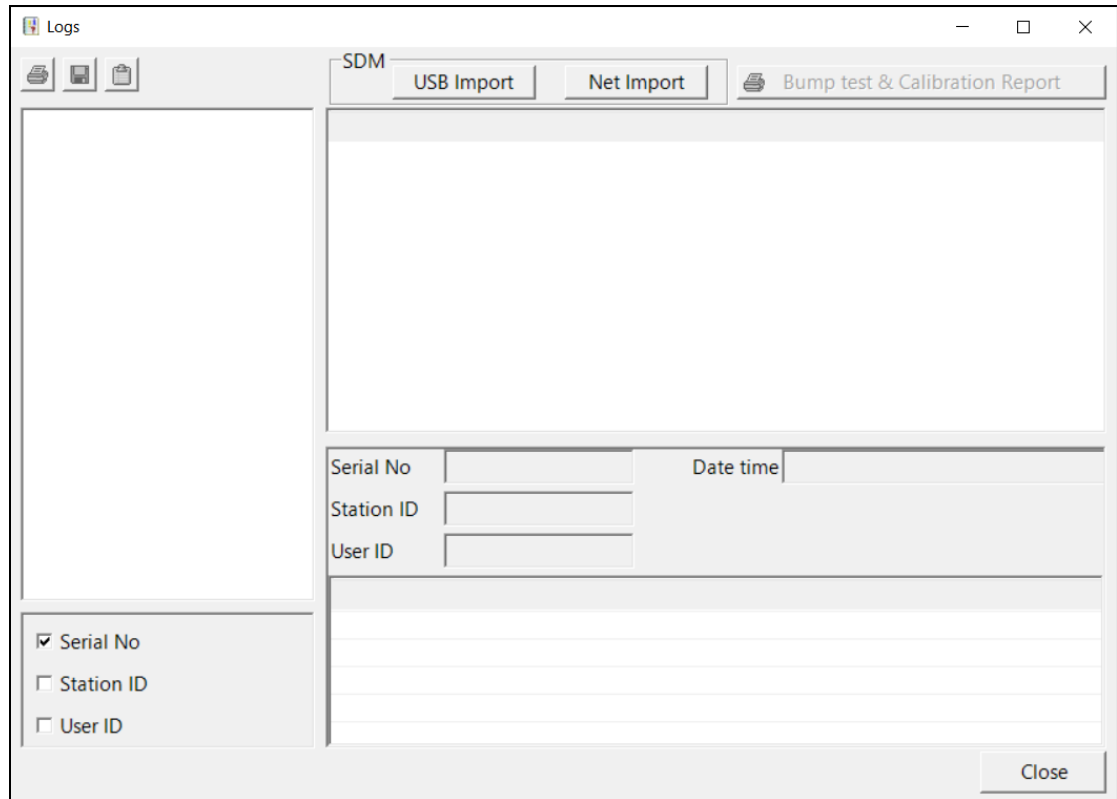 Logs
SDM
USB Import
Net Import
Bump test & Calibration Report
Serial No
Date time
Station ID
User ID
Serial No
Station ID
User ID
Close